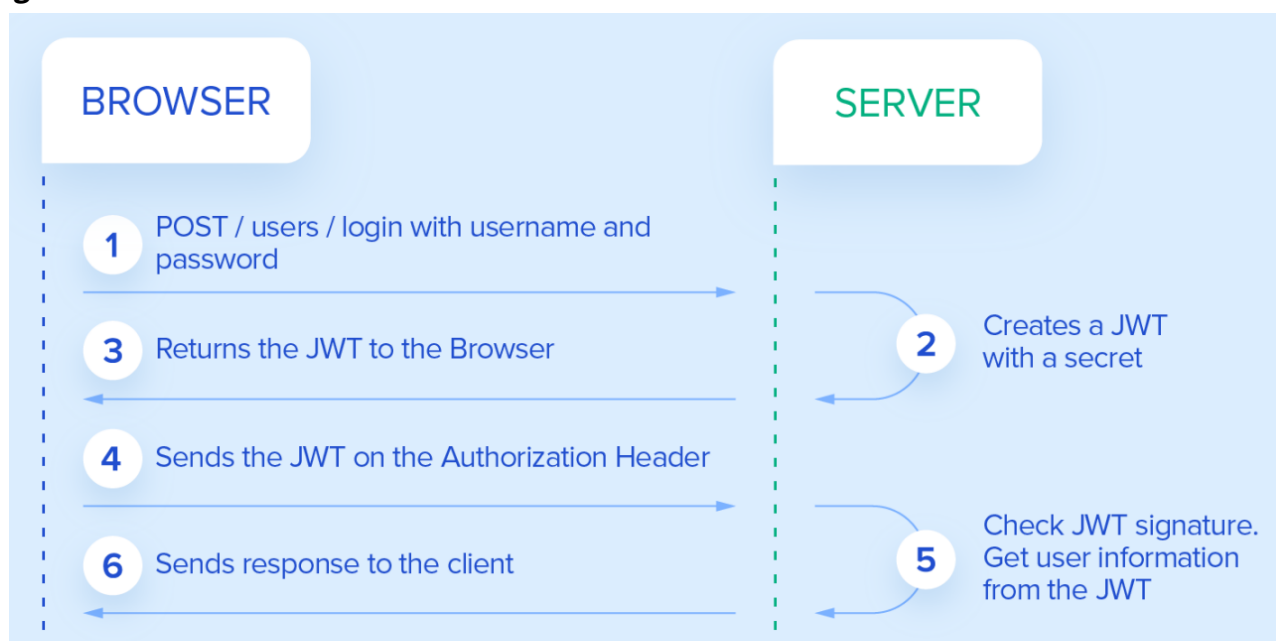 BROWSER
SERVER
1
POST / users / login with username and
password
2
Creates a JWT
with a secret
3
Returns the JWT to the Browser
4
Sends the JWT on the Authorization Header
5
Check JWT signature.
Get user information
from the JWT
6
Sends response to the client